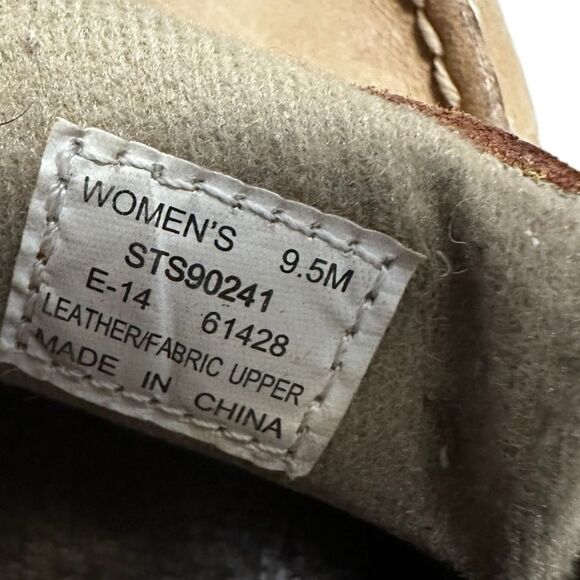 WOMEN'S 9.5M
STS90241
E-14 61428
LEATHER/FABRIC UPPER
MADE IN CHINA